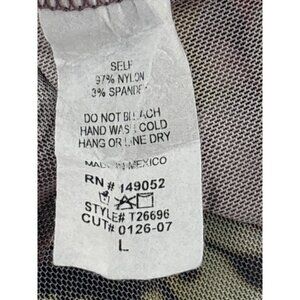 SELF
97% NYLON
3% SPANDEX
DO NOT BLEACH
HAND WASH COLD
HANG OR LINE DRY
MADE IN MEXICO
RN# 149052
STYLE# T26696
CUT# 0126-07
L